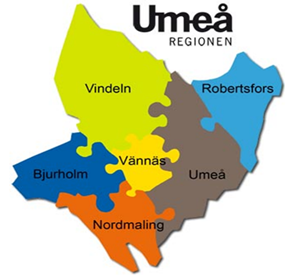 Umeå
REGIONEN
Vindeln
Robertsfors
Vännäs
Bjurholm
Umeå
Nordmaling